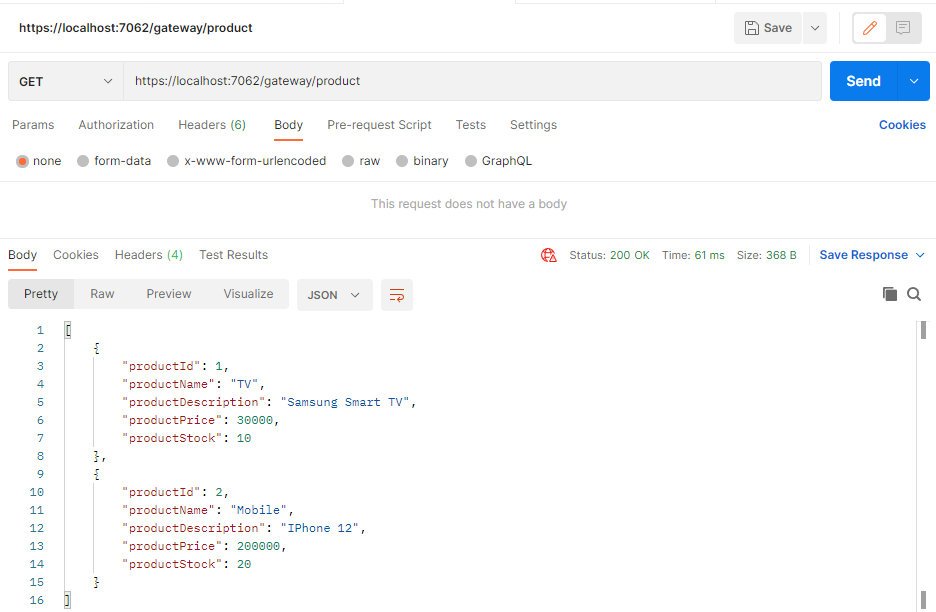 https://localhost:7062/gateway/product
Save
GET
https://localhost:7062/gateway/product
Send
Params Authorization Headers (6) Body Pre-request Script Tests Settings Cookies
none form-data x-www-form-urlencoded raw binary GraphQL
This request does not have a body
Body Cookies Headers (4) Test Results Status: 200 OK Time: 61 ms Size: 368 B Save Response
Pretty Raw Preview Visualize JSON
1 [
2 {
3 "productId": 1,
4 "productName": "TV",
5 "productDescription": "Samsung Smart TV",
6 "productPrice": 30000,
7 "productStock": 10
8 },
9 {
10 "productId": 2,
11 "productName": "Mobile",
12 "productDescription": "IPhone 12",
13 "productPrice": 200000,
14 "productStock": 20
15 }
16 ]